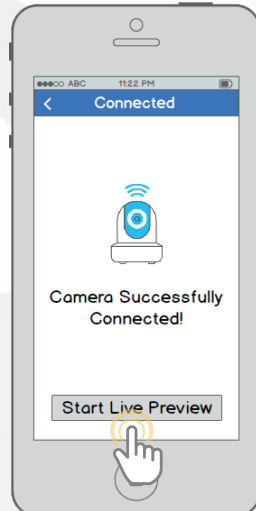 ABC 11:22 PM
Connected
Camera Successfully
Connected!
Start Live Preview